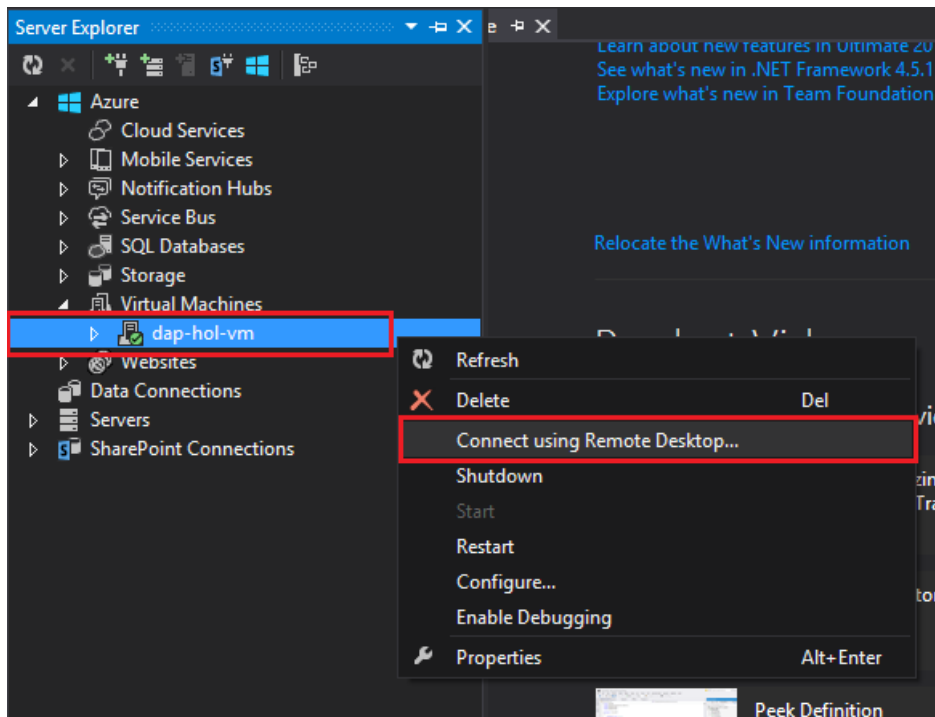 Server Explorer
Azure
Cloud Services
Mobile Services
Notification Hubs
Service Bus
SQL Databases
Storage
Virtual Machines
dap-hol-vm
Websites
Data Connections
Servers
SharePoint Connections
Refresh
Delete Del
Connect using Remote Desktop...
Shutdown
Start
Restart
Configure...
Enable Debugging
Properties Alt+Enter
Learn about new features in Ultimate 20
See what's new in .NET Framework 4.5.1
Explore what's new in Team Foundation
Relocate the What's New information
Peek Definition